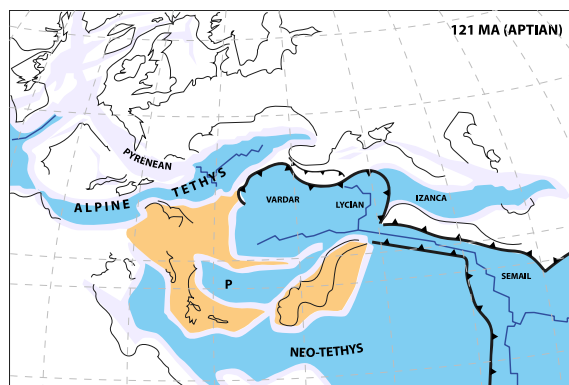 121 MA (APTIAN)
PYRENEAN
ALPINE TETHYS
VARDAR
LYCIAN
IZANCA
SEMAIL
P
NEO-TETHYS